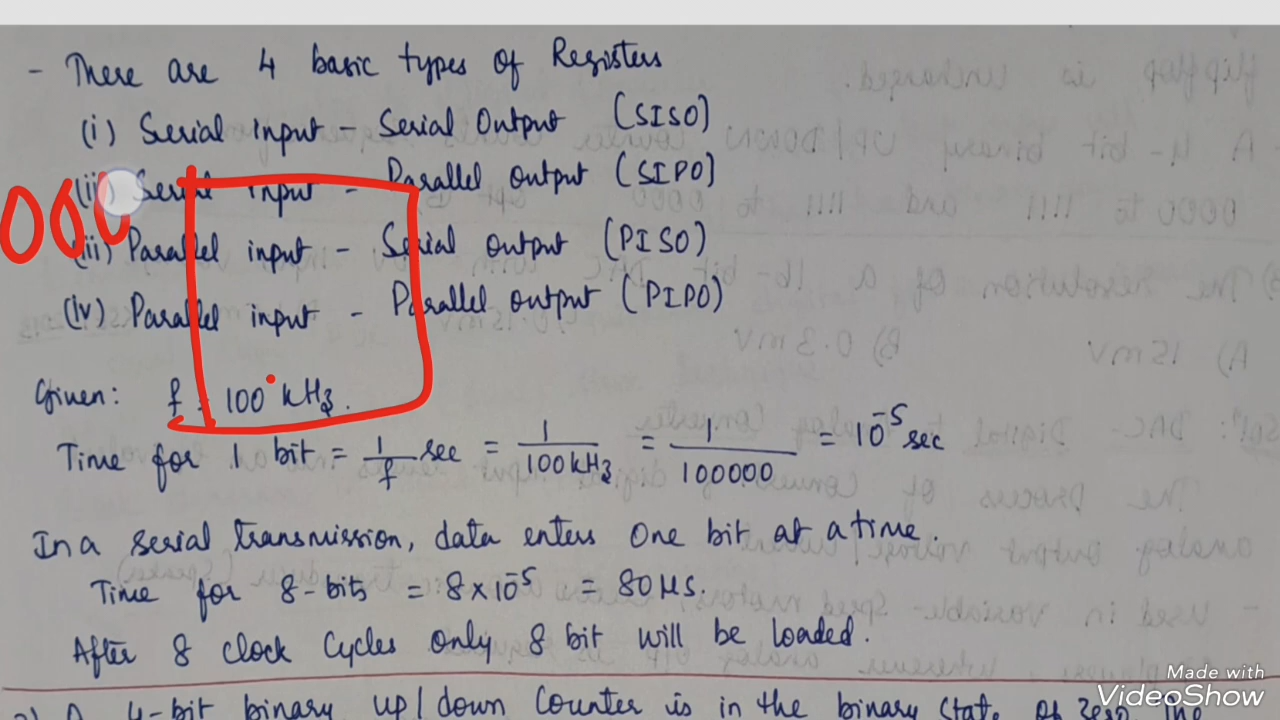 - There are 4 basic types of Registers
(i) Serial Input - Serial Output (SISO)
(ii) Serial input - Parallel output (SIPO)
000
(iii) Parallel input - Serial output (PISO)
(iv) Parallel input - Parallel output (PIPO)
Given: f = 100 kHz.
Time for 1 bit = 1/f sec = 1/100kHz = 1/100000 = 10⁻⁵ sec
In a serial transmission, data enters one bit at a time.
Time for 8-bits = 8×10⁻⁵ = 80 μs.
After 8 clock cycles only 8 bit will be loaded.
4-bit binary up/down counter is in the binary state of zero. The
Made with
VideoShow